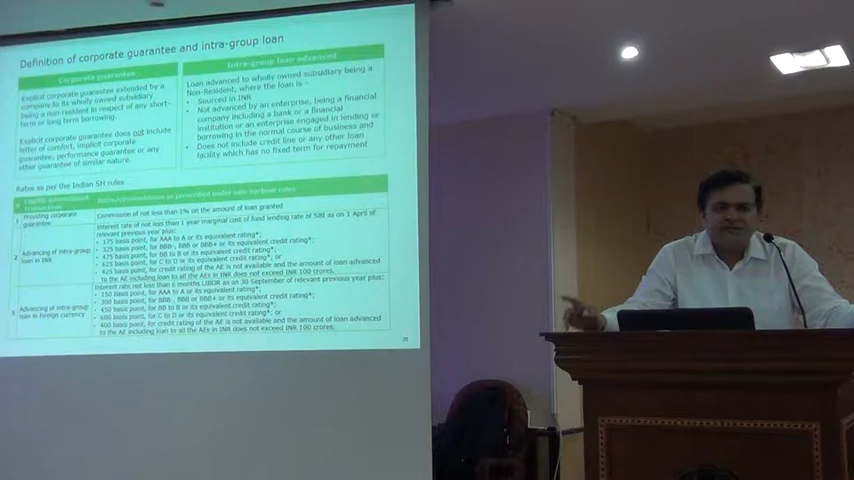 Definition of corporate guarantee and intra-group loan
Corporate guarantee
Explicit corporate guarantee extended by a
company to its wholly owned subsidiary
being a non-resident in respect of any short-
term or long term borrowing.
Explicit corporate guarantee does not include
letter of comfort, implicit corporate
guarantee, performance guarantee or any
other guarantee of similar nature.
Intra-group loan advanced
Loan advanced to wholly owned subsidiary being a
Non-Resident, where the loan is –
• Sourced in INR
• Not advanced by an enterprise, being a financial
company including a bank or a financial
institution or an enterprise engaged in lending or
borrowing in the normal course of business and
• Does not include credit line or any other loan
facility which has no fixed term for repayment
Rates as per the Indian SH rules
# Eligible International
Transactions
as prescribed under safe harbour rules
1 Providing corporate
guarantee
Commission of not less than 1% on the amount of loan granted
2 Advancing of intra-group
loan in INR
Interest rate of not less than 1 year marginal cost of fund lending rate of SBI as on 1 April of
relevant previous year plus:
• 175 basis point, for AAA to A or its equivalent rating*;
• 325 basis point, for BBB-, BBB or BBB+ or its equivalent credit rating*;
• 475 basis point, for BB to B or its equivalent credit rating*;
• 625 basis point, for C to D or its equivalent credit rating*; or
• 425 basis point, for credit rating of the AE is not available and the amount of loan advanced
to the AE including loan to all the AEs in INR does not exceed INR 100 crores.
3 Advancing of intra-group
loan in foreign currency
Interest rate not less than 6 months LIBOR as on 30 September of relevant previous year plus:
• 150 basis point, for AAA to A or its equivalent rating*;
• 300 basis point, for BBB-, BBB or BBB+ or its equivalent credit rating*;
• 450 basis point, for BB to B or its equivalent credit rating*;
• 600 basis point, for C to D or its equivalent credit rating*; or
• 400 basis point, for credit rating of the AE is not available and the amount of loan advanced
to the AE including loan to all the AEs in INR does not exceed INR 100 crores.